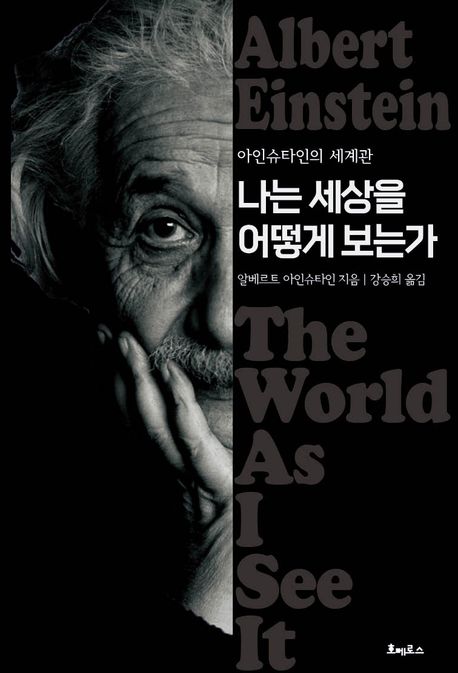 Albert
Einstein
아인슈타인의 세계관
나는 세상을
어떻게 보는가
알베르트 아인슈타인 지음 | 강승희 옮김
The
World
As
I
See
It
호메로스